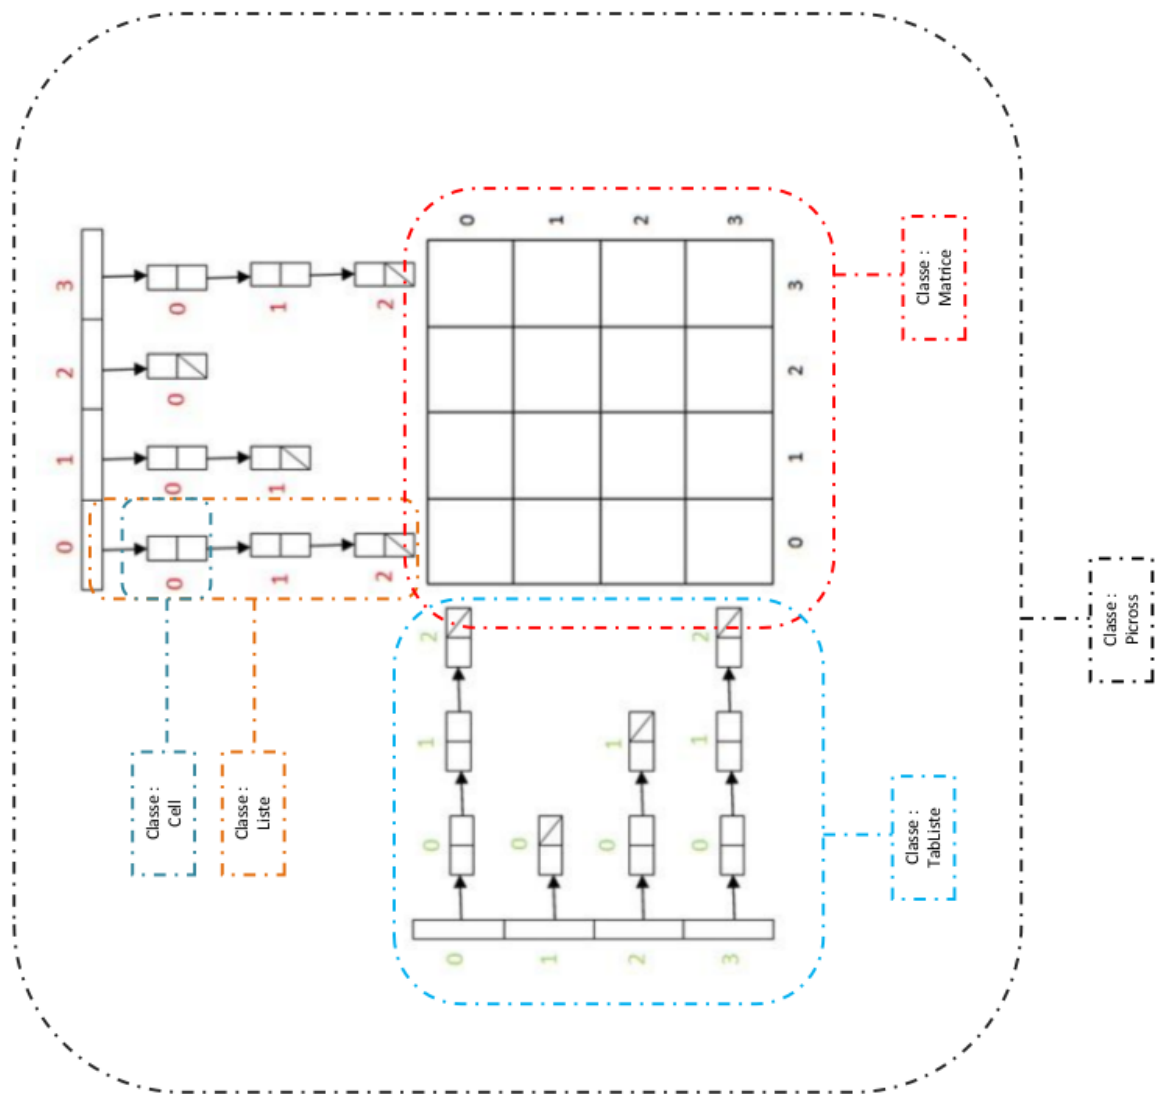 0 1 2 3
Classe :
Cell
0 0 0 0
Classe :
Liste
1 1 1
2 2
0 0 1 2 0
1 0 1
2 0 1 2
3 0 1 2 3
0 1 2 3
Classe :
TabListe
Classe :
Matrice
Classe :
Picross